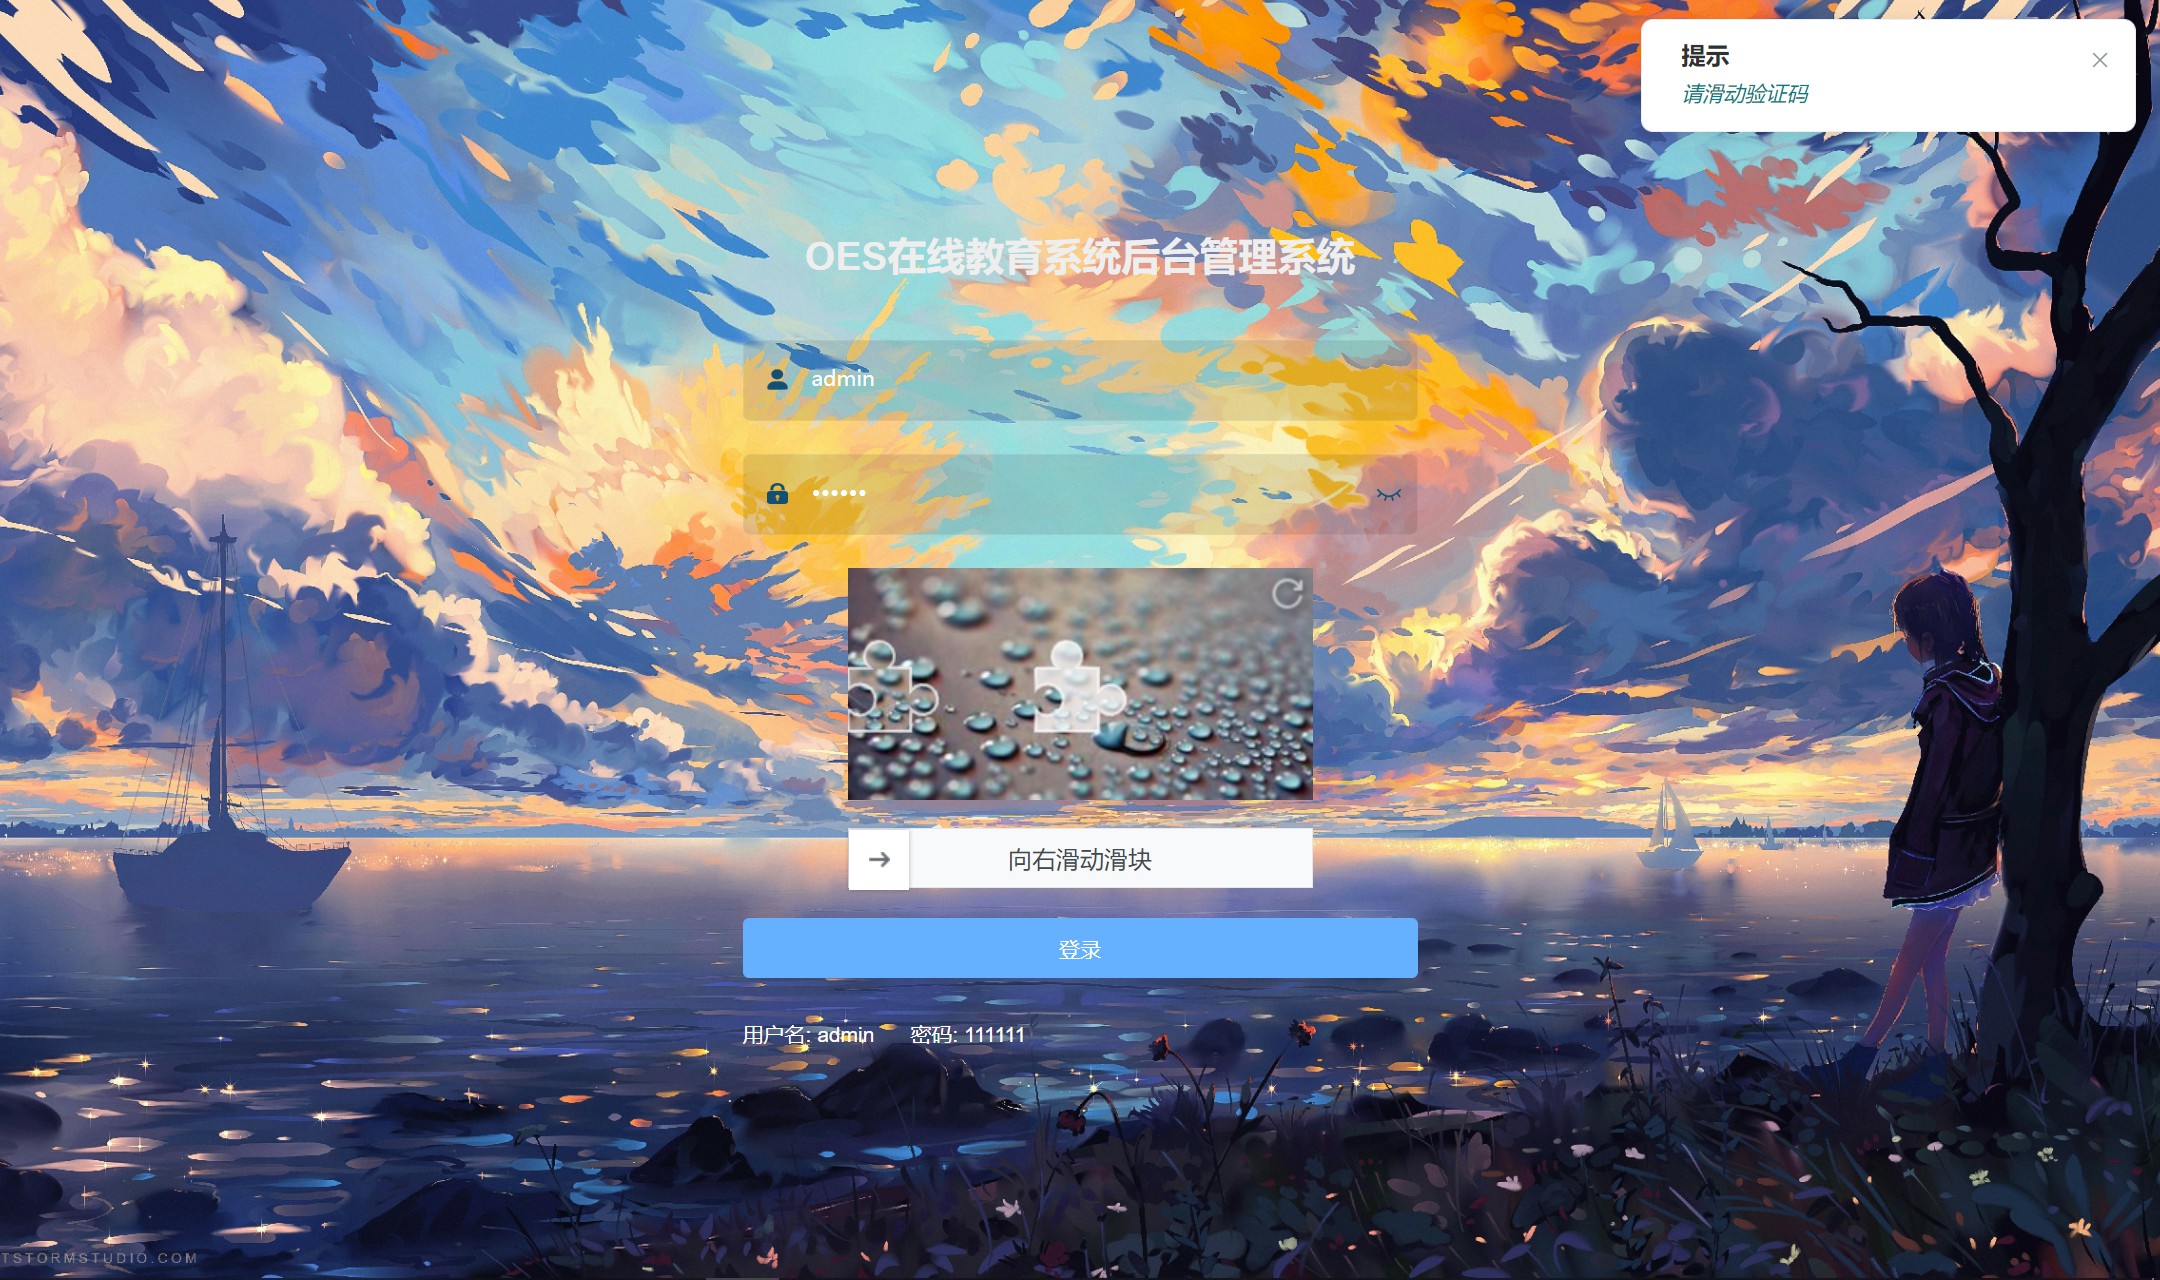 提示
请滑动验证码
OES在线教育系统后台管理系统
admin
••••••
向右滑动滑块
登录
用户名: admin 密码: 111111
TSTORMSTUDIO.COM